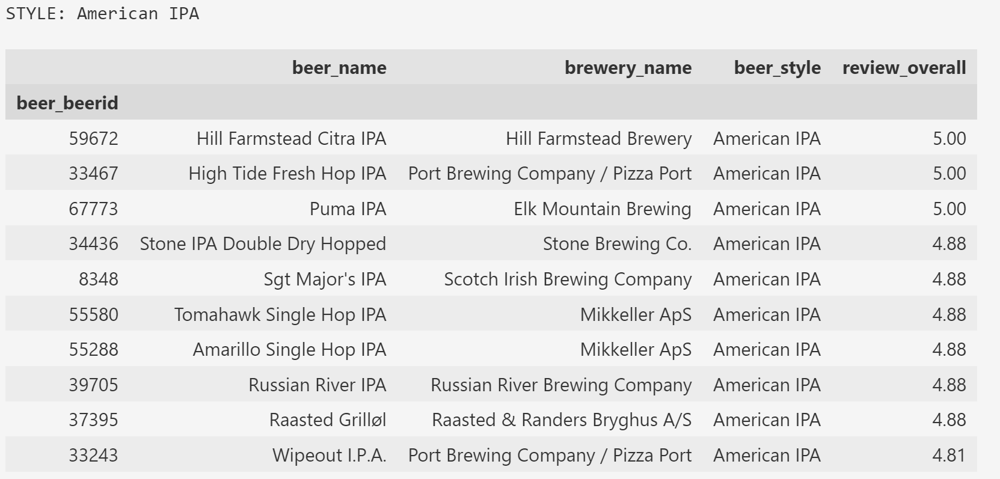 STYLE: American IPA
beer_name brewery_name beer_style review_overall
beer_beerid
59672 Hill Farmstead Citra IPA Hill Farmstead Brewery American IPA 5.00
33467 High Tide Fresh Hop IPA Port Brewing Company / Pizza Port American IPA 5.00
67773 Puma IPA Elk Mountain Brewing American IPA 5.00
34436 Stone IPA Double Dry Hopped Stone Brewing Co. American IPA 4.88
8348 Sgt Major's IPA Scotch Irish Brewing Company American IPA 4.88
55580 Tomahawk Single Hop IPA Mikkeller ApS American IPA 4.88
55288 Amarillo Single Hop IPA Mikkeller ApS American IPA 4.88
39705 Russian River IPA Russian River Brewing Company American IPA 4.88
37395 Raasted Grilløl Raasted & Randers Bryghus A/S American IPA 4.88
33243 Wipeout I.P.A. Port Brewing Company / Pizza Port American IPA 4.81